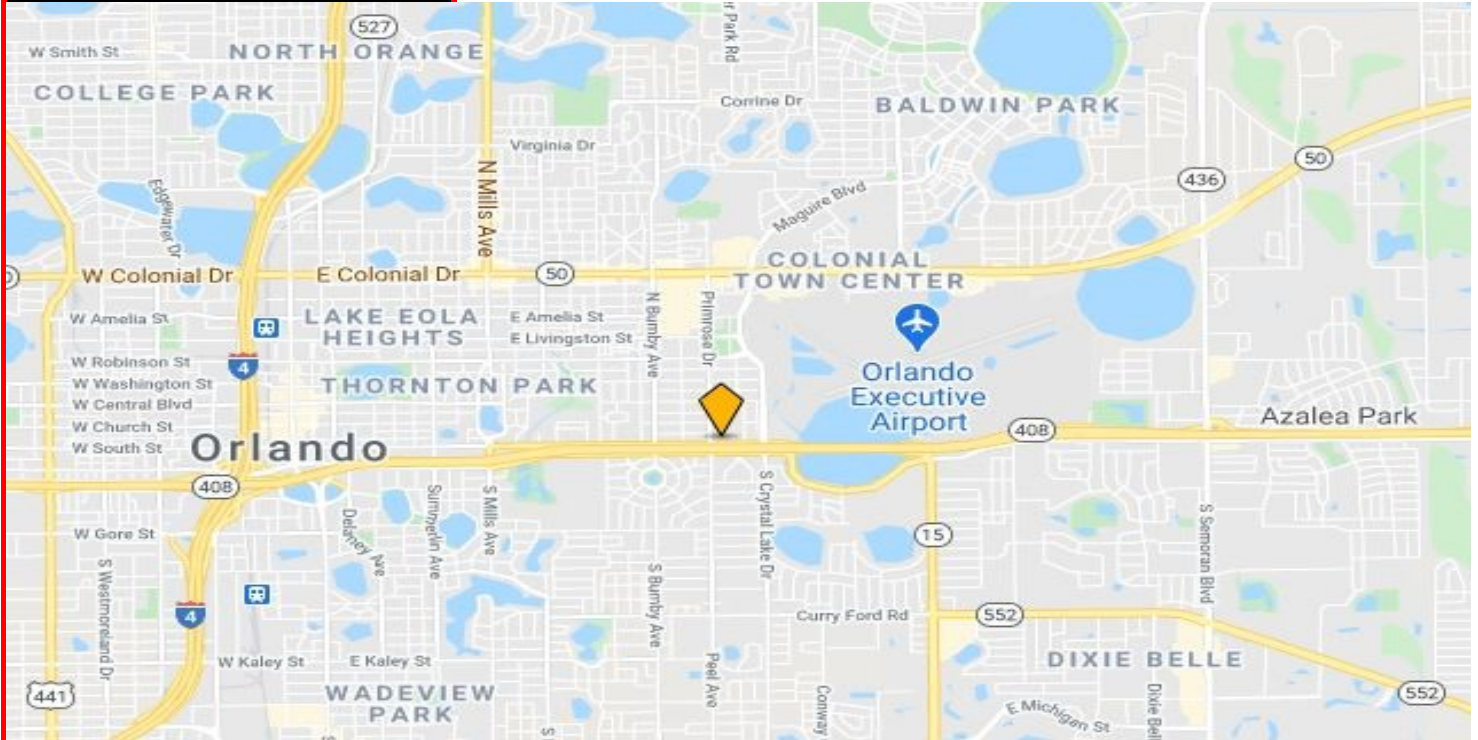 527
W Smith St
NORTH ORANGE
COLLEGE PARK
Corrine Dr
BALDWIN PARK
Virginia Dr
50
436
Edgewater Dr
N Mills Ave
Maguire Blvd
W Colonial Dr
E Colonial Dr
50
COLONIAL
TOWN CENTER
W Amelia St
LAKE EOLA
HEIGHTS
E Amelia St
E Livingston St
N Bumby Ave
Primrose Dr
W Robinson St
4
W Washington St
THORNTON PARK
W Central Blvd
W Church St
W South St
Orlando
Orlando
Executive
Airport
408
Azalea Park
408
W Gore St
Delaney Ave
Summerlin Ave
S Mills Ave
S Crystal Lake Dr
15
S Semoran Blvd
S Westmoreland Dr
4
S Bumby Ave
Curry Ford Rd
552
W Kaley St
E Kaley St
Peel Ave
DIXIE BELLE
441
WADEVIEW
PARK
Conway
E Michigan St
552